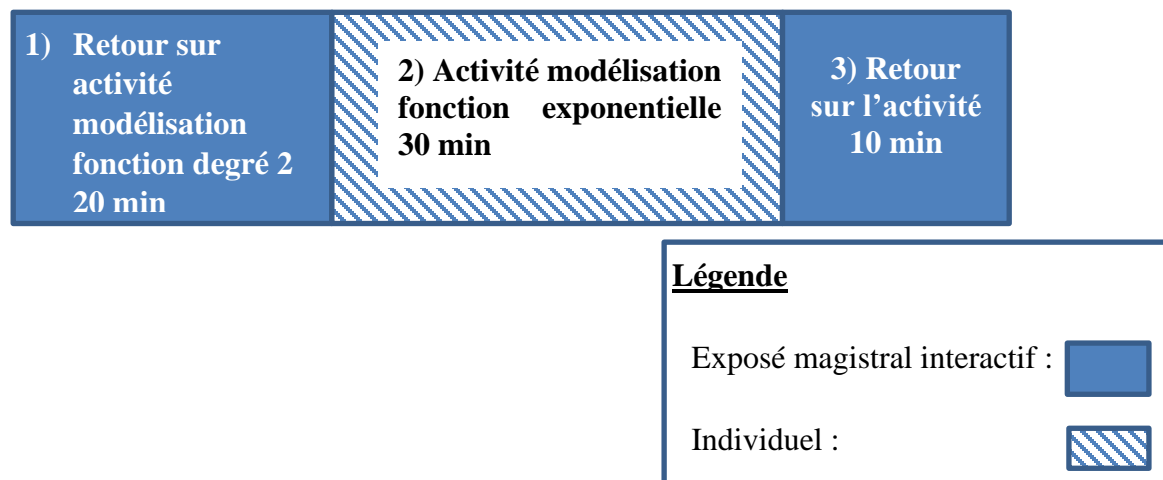 1) Retour sur
activité
modélisation
fonction degré 2
20 min
2) Activité modélisation
fonction exponentielle
30 min
3) Retour
sur l’activité
10 min
Légende
Exposé magistral interactif :
Individuel :